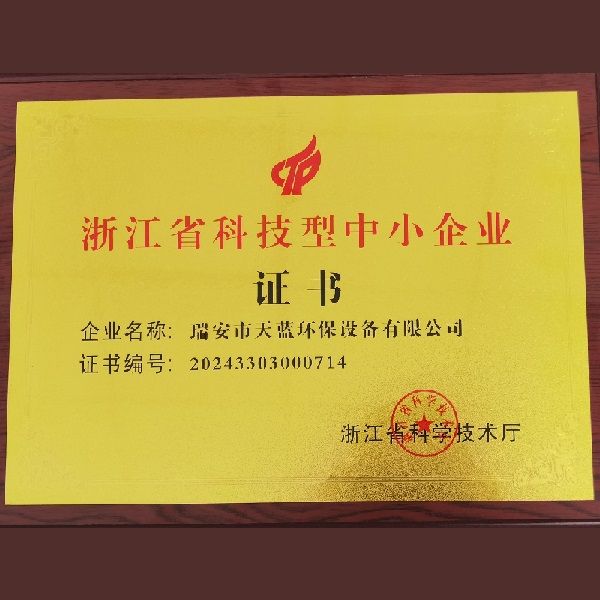 浙江省科技型中小企业
证书
企业名称: 瑞安市天蓝环保设备有限公司
证书编号: 20243303000714
浙江省科学技术厅